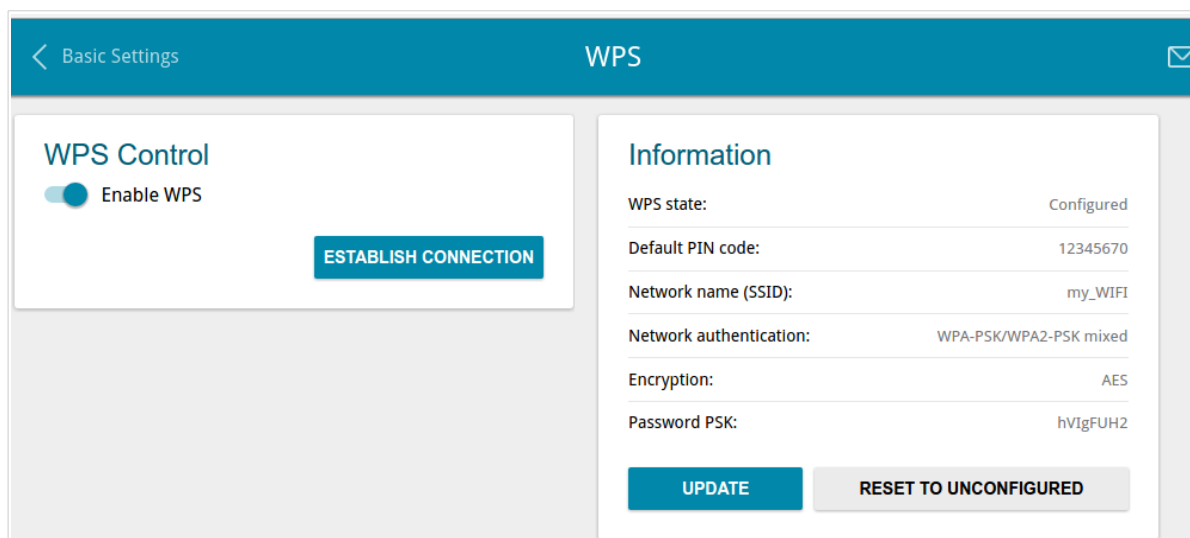 Basic Settings
WPS
WPS Control
Enable WPS
ESTABLISH CONNECTION
Information
WPS state: Configured
Default PIN code: 12345670
Network name (SSID): my_WIFI
Network authentication: WPA-PSK/WPA2-PSK mixed
Encryption: AES
Password PSK: hVIgFUH2
UPDATE RESET TO UNCONFIGURED